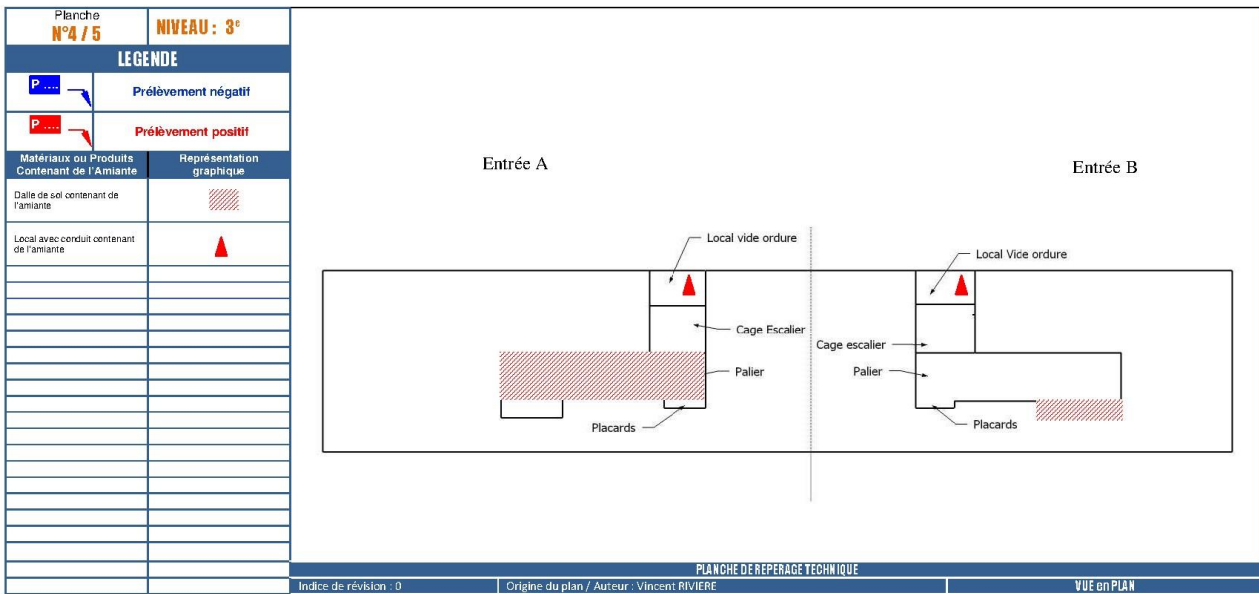 Planche
N°4 / 5
NIVEAU : 3e
LEGENDE
P ....
Prélèvement négatif
P ....
Prélèvement positif
Matériaux ou Produits
Contenant de l'Amiante
Représentation
graphique
Dalle de sol contenant de
l'amiante
Local avec conduit contenant
de l'amiante
Entrée A
Entrée B
Local vide ordure
Local Vide ordure
Cage Escalier
Cage escalier
Palier
Palier
Placards
Placards
PLANCHE DE REPERAGE TECHNIQUE
Indice de révision : 0
Origine du plan / Auteur : Vincent RIVIERE
VUE en PLAN